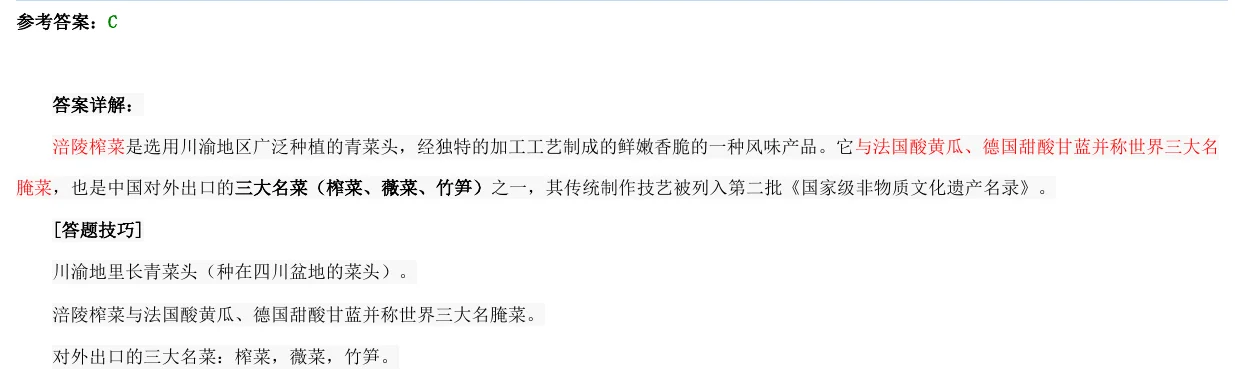 参考答案：C
答案详解：
涪陵榨菜是选用川渝地区广泛种植的青菜头，经独特的加工工艺制成的鲜嫩香脆的一种风味产品。它与法国酸黄瓜、德国甜酸甘蓝并称世界三大名
腌菜，也是中国对外出口的三大名菜（榨菜、薇菜、竹笋）之一，其传统制作技艺被列入第二批《国家级非物质文化遗产名录》。
[答题技巧]
川渝地里长青菜头（种在四川盆地的菜头）。
涪陵榨菜与法国酸黄瓜、德国甜酸甘蓝并称世界三大名腌菜。
对外出口的三大名菜：榨菜，薇菜，竹笋。